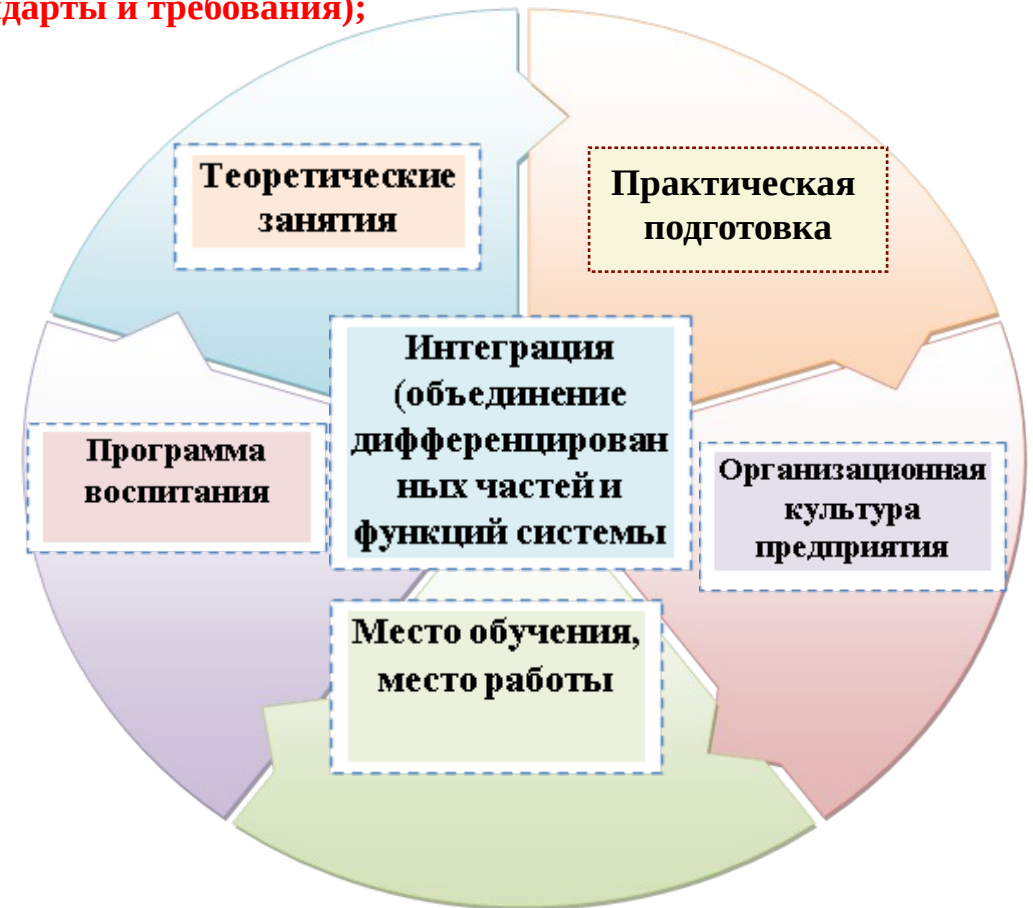 дарты и требования);
Теоретические
занятия
Практическая
подготовка
Интеграция
(объединение
дифференцирован
ных частей и
функций системы
Программа
воспитания
Организационная
культура
предприятия
Место обучения,
место работы